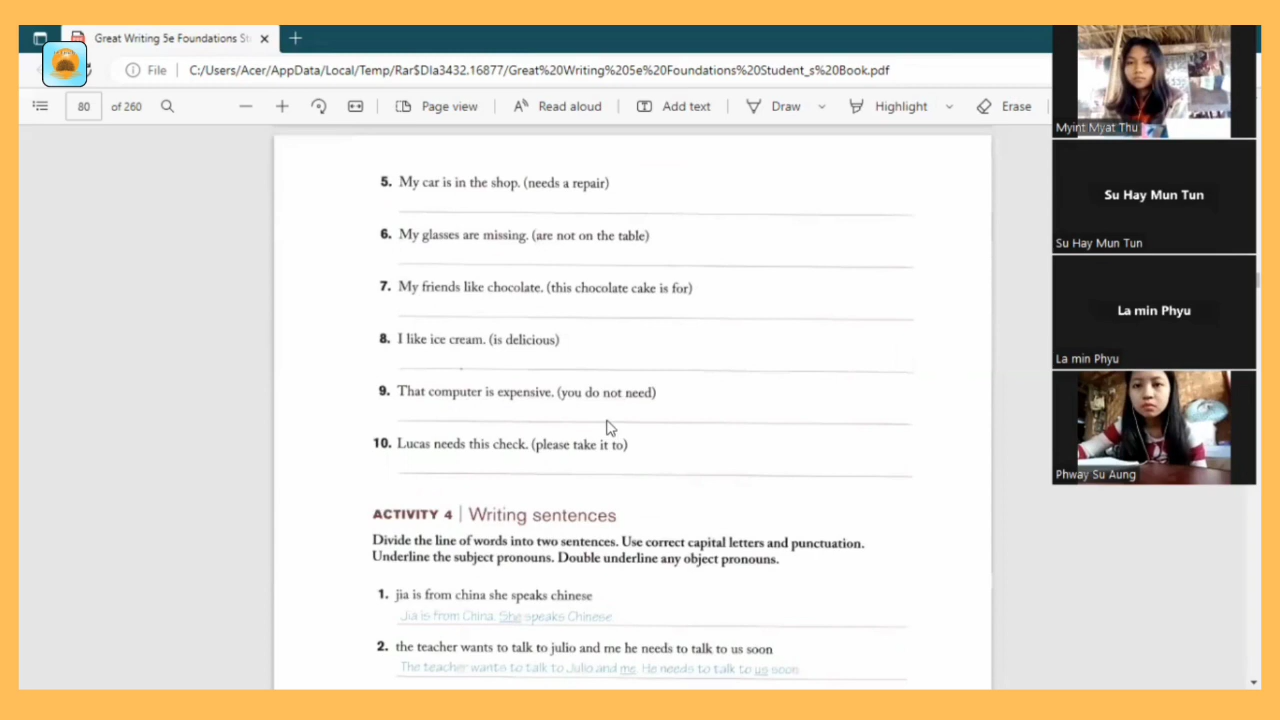 Great Writing 5e Foundations St
File C:/Users/Acer/AppData/Local/Temp/Rar$DIa3432.16877/Great%20Writing%205e%20Foundations%20Student_s%20Book.pdf
80 of 260 Page view Read aloud Add text Draw Highlight Erase
5. My car is in the shop. (needs a repair)
6. My glasses are missing. (are not on the table)
7. My friends like chocolate. (this chocolate cake is for)
8. I like ice cream. (is delicious)
9. That computer is expensive. (you do not need)
10. Lucas needs this check. (please take it to)
ACTIVITY 4 | Writing sentences
Divide the line of words into two sentences. Use correct capital letters and punctuation.
Underline the subject pronouns. Double underline any object pronouns.
1. jia is from china she speaks chinese
Jia is from China. She speaks Chinese
2. the teacher wants to talk to julio and me he needs to talk to us soon
The teacher wants to talk to Julio and me. He needs to talk to us soon
Myint Myat Thu
Su Hay Mun Tun
Su Hay Mun Tun
La min Phyu
La min Phyu
Phway Su Aung